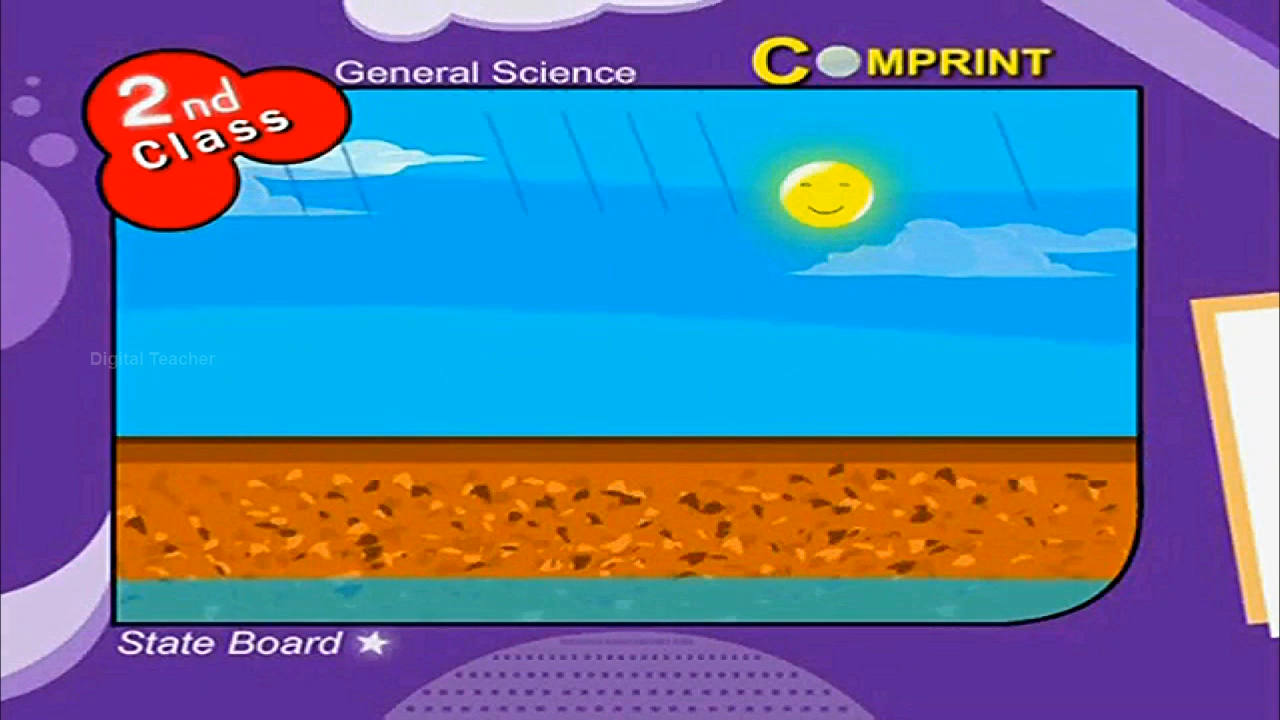 General Science
COMPRINT
2nd
Class
Digital Teacher
State Board